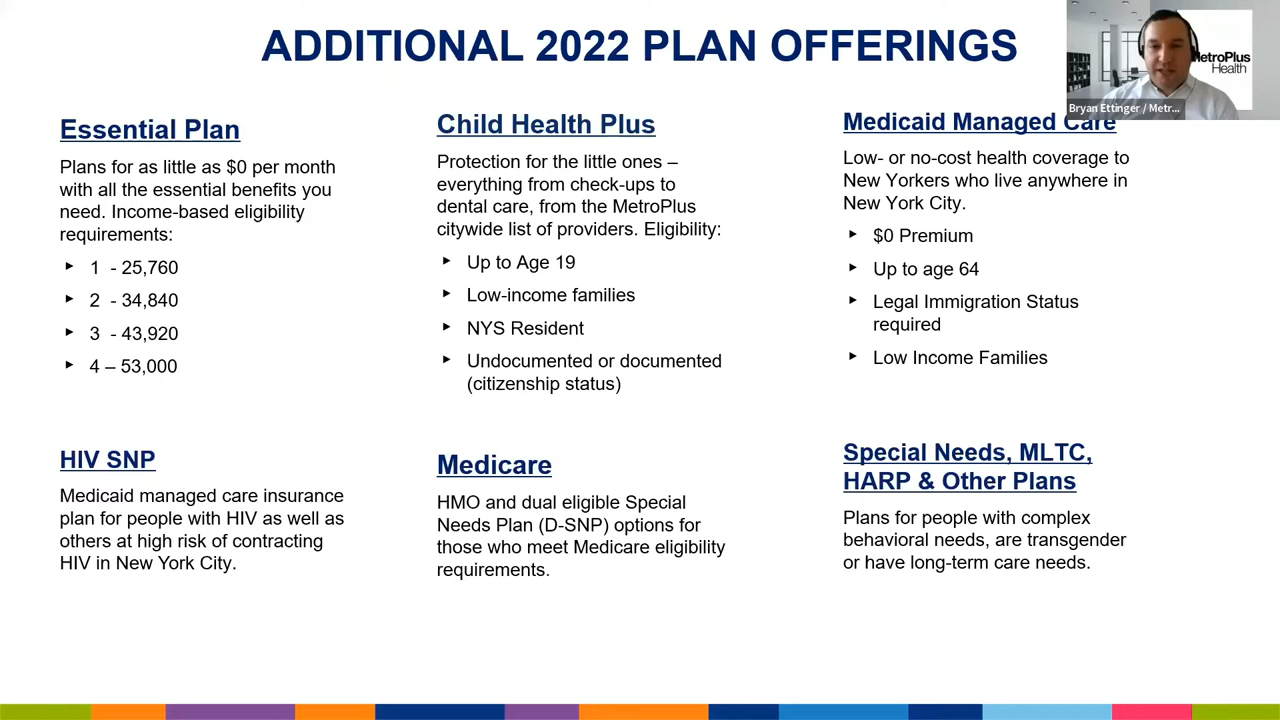 ADDITIONAL 2022 PLAN OFFERINGS
MetroPlus
Health
Bryan Ettinger / Metr...
Essential Plan
Plans for as little as $0 per month
with all the essential benefits you
need. Income-based eligibility
requirements:
1 - 25,760
2 - 34,840
3 - 43,920
4 – 53,000
Child Health Plus
Protection for the little ones –
everything from check-ups to
dental care, from the MetroPlus
citywide list of providers. Eligibility:
Up to Age 19
Low-income families
NYS Resident
Undocumented or documented
(citizenship status)
Medicaid Managed Care
Low- or no-cost health coverage to
New Yorkers who live anywhere in
New York City.
$0 Premium
Up to age 64
Legal Immigration Status
required
Low Income Families
HIV SNP
Medicaid managed care insurance
plan for people with HIV as well as
others at high risk of contracting
HIV in New York City.
Medicare
HMO and dual eligible Special
Needs Plan (D-SNP) options for
those who meet Medicare eligibility
requirements.
Special Needs, MLTC,
HARP & Other Plans
Plans for people with complex
behavioral needs, are transgender
or have long-term care needs.